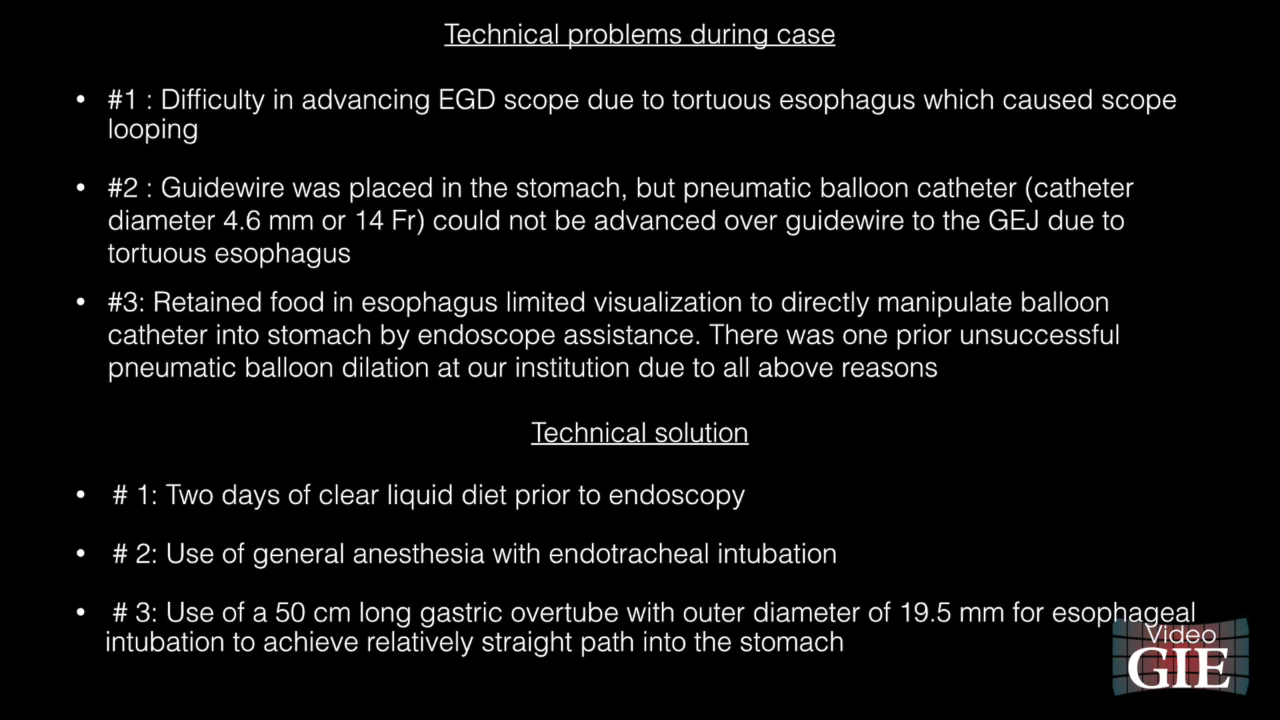 Technical problems during case
• #1 : Difficulty in advancing EGD scope due to tortuous esophagus which caused scope
looping
• #2 : Guidewire was placed in the stomach, but pneumatic balloon catheter (catheter
diameter 4.6 mm or 14 Fr) could not be advanced over guidewire to the GEJ due to
tortuous esophagus
• #3: Retained food in esophagus limited visualization to directly manipulate balloon
catheter into stomach by endoscope assistance. There was one prior unsuccessful
pneumatic balloon dilation at our institution due to all above reasons
Technical solution
• # 1: Two days of clear liquid diet prior to endoscopy
• # 2: Use of general anesthesia with endotracheal intubation
• # 3: Use of a 50 cm long gastric overtube with outer diameter of 19.5 mm for esophageal
intubation to achieve relatively straight path into the stomach
Video
GIE